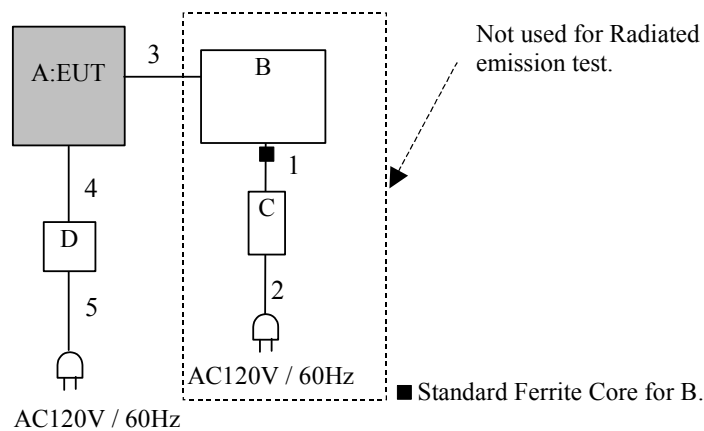 Not used for Radiated
emission test.
A:EUT
3
B
1
4
C
D
2
5
AC120V / 60Hz
■ Standard Ferrite Core for B.
AC120V / 60Hz